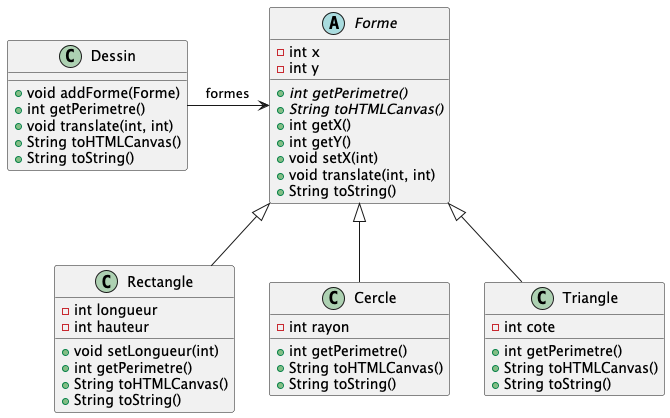 C Dessin
void addForme(Forme)
int getPerimetre()
void translate(int, int)
String toHTMLCanvas()
String toString()
formes
A Forme
int x
int y
int getPerimetre()
String toHTMLCanvas()
int getX()
int getY()
void setX(int)
void translate(int, int)
String toString()
C Rectangle
int longueur
int hauteur
void setLongueur(int)
int getPerimetre()
String toHTMLCanvas()
String toString()
C Cercle
int rayon
int getPerimetre()
String toHTMLCanvas()
String toString()
C Triangle
int cote
int getPerimetre()
String toHTMLCanvas()
String toString()